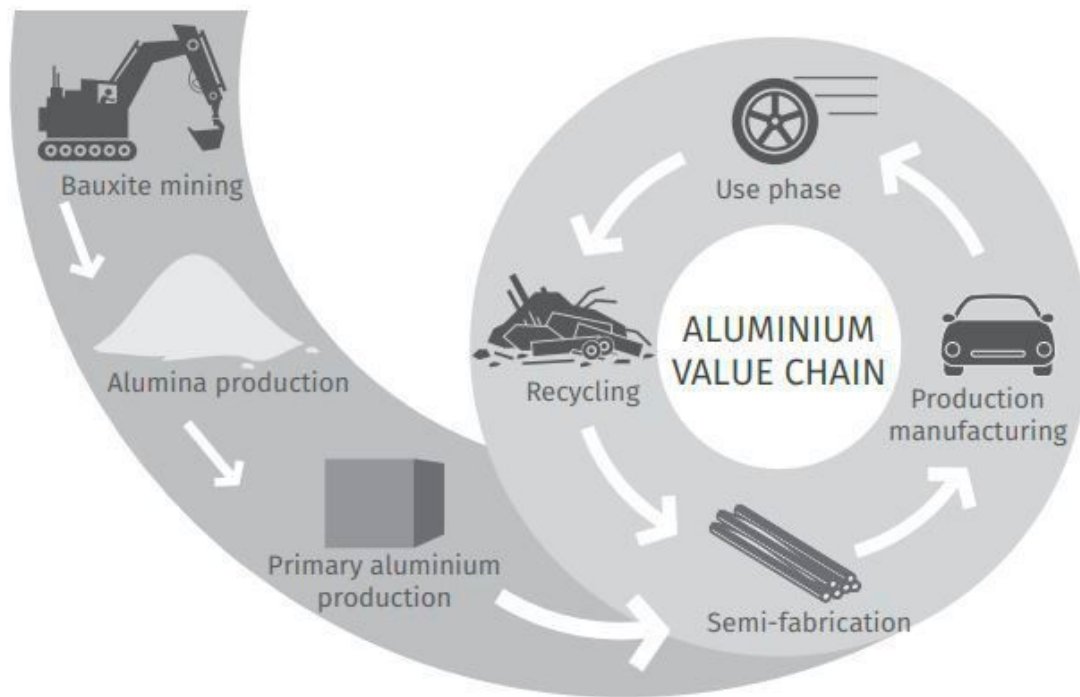 Bauxite mining
Alumina production
Primary aluminium
production
Use phase
ALUMINIUM
VALUE CHAIN
Recycling
Production
manufacturing
Semi-fabrication